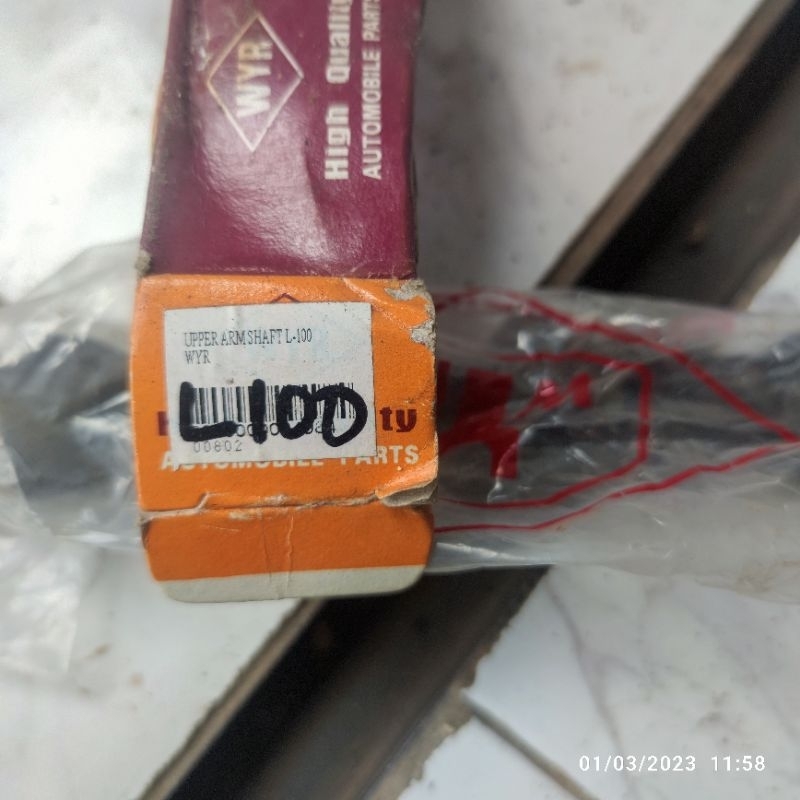 WYR
High Quality
AUTOMOBILE PARTS
UPPER ARM SHAFT L-100
WYR
L100
ty
00802
AUTOMOBILE PARTS
01/03/2023 11:58